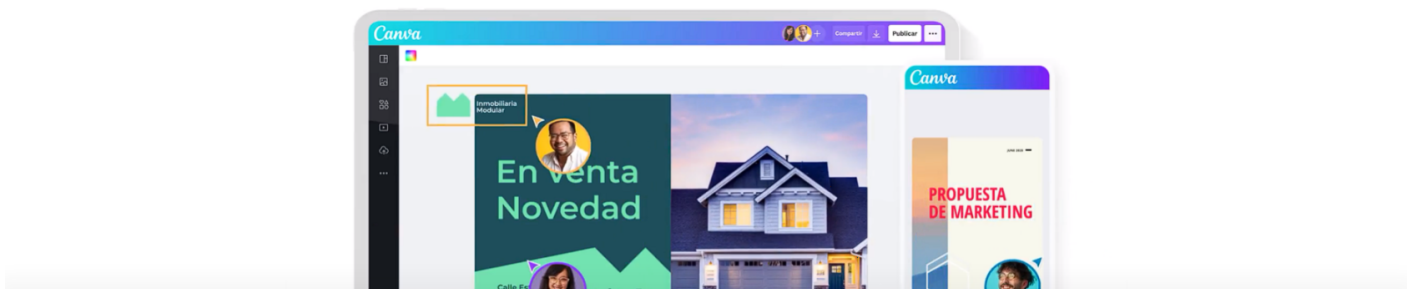 Canva
Compartir
Publicar
Canva
Inmobiliaria
Modular
En venta
Novedad
PROPUESTA
DE MARKETING